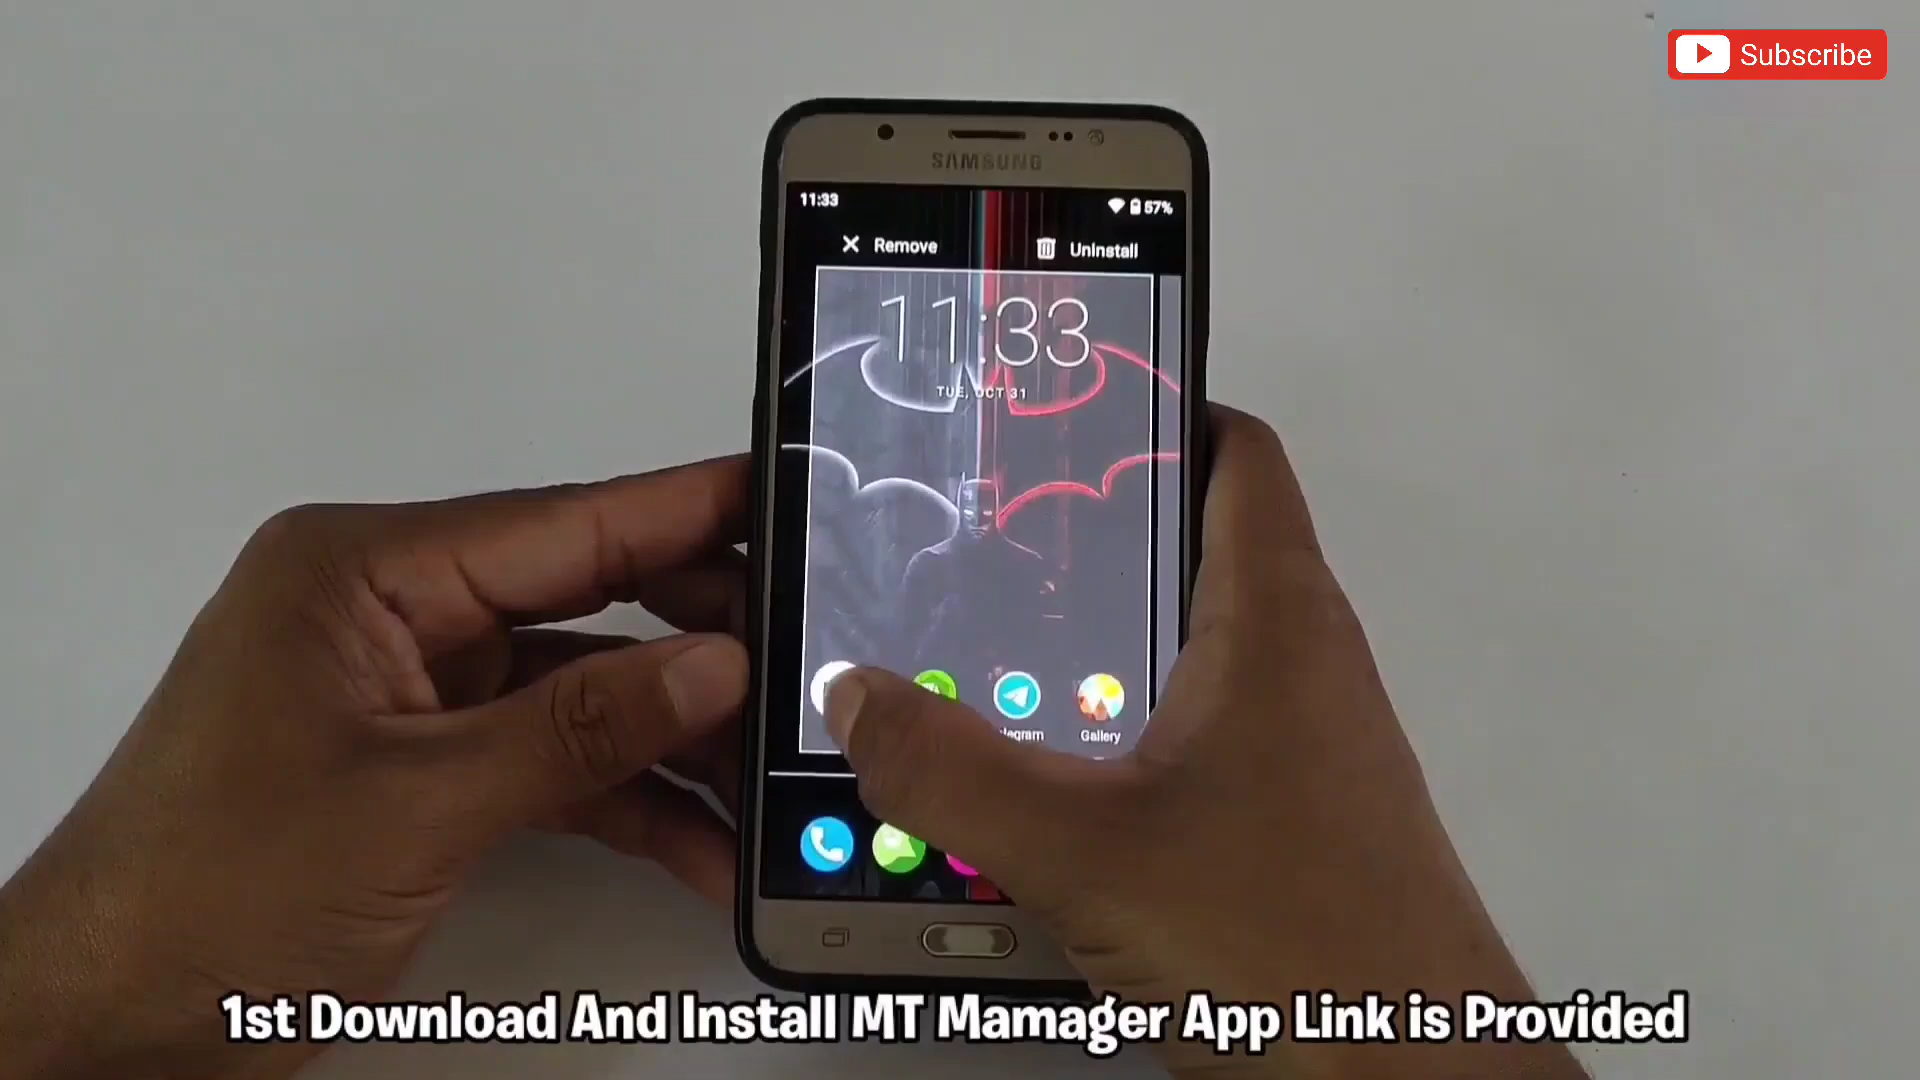 Subscribe
SAMSUNG
11:33
57%
Remove
Uninstall
11:33
TUE, OCT 31
legram
Gallery
1st Download And Install MT Mamager App Link is Provided